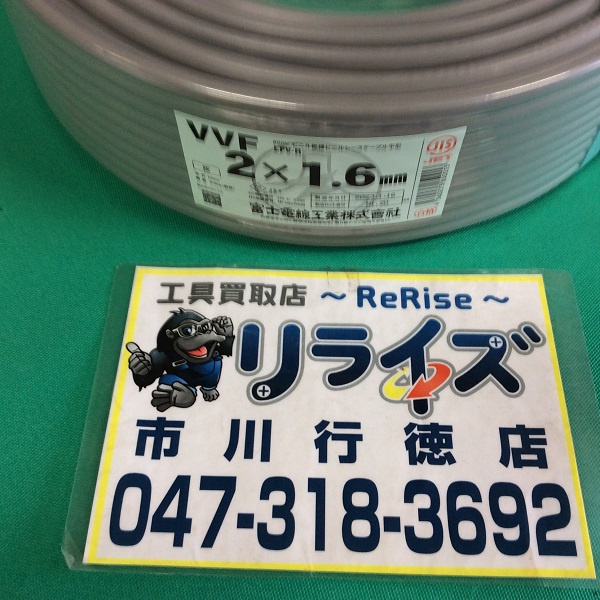 VVF
2×1.6mm
富士電線工業株式会社
JIS
工具買取店 ～ReRise～
リライズ
市川行徳店
047-318-3692